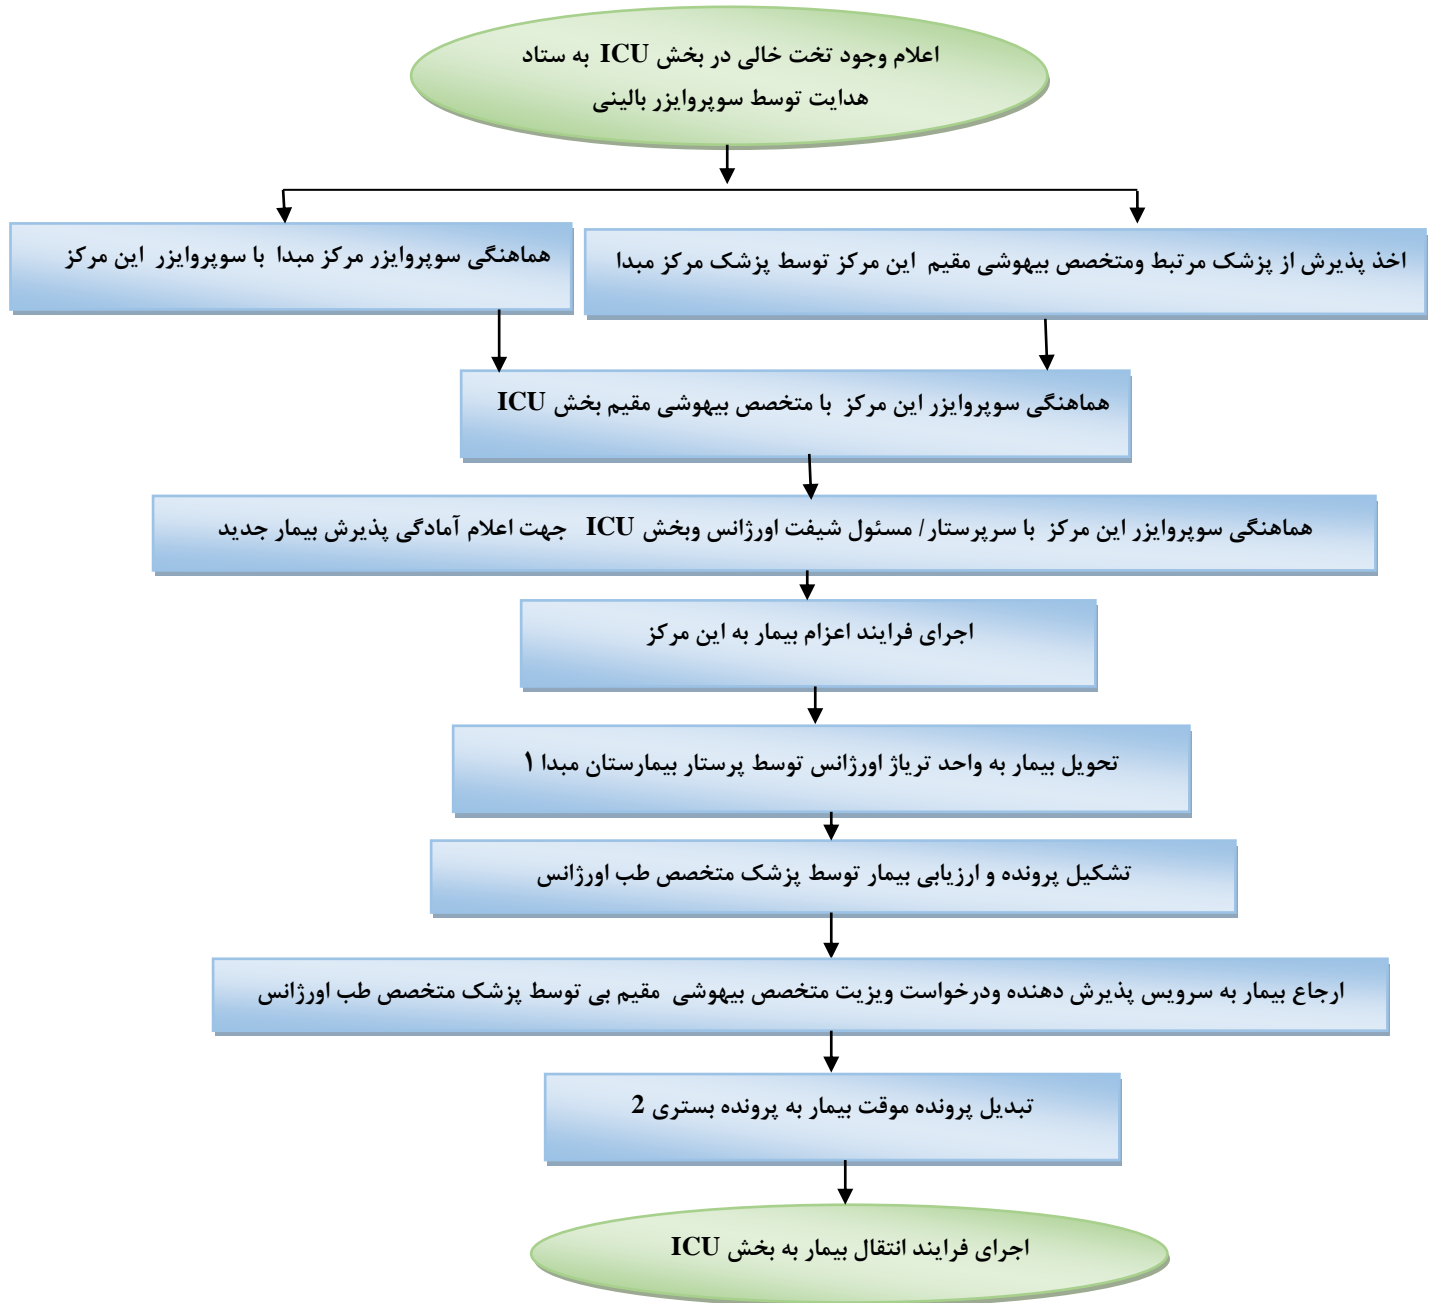 اعلام وجود تخت خالی در بخش ICU به ستاد
هدایت توسط سوپروایزر بالینی
اخذ پذیرش از پزشک مرتبط ومتخصص بیهوشی مقیم این مرکز توسط پزشک مرکز مبدا
هماهنگی سوپروایزر مرکز مبدا با سوپروایزر این مرکز
هماهنگی سوپروایزر این مرکز با متخصص بیهوشی مقیم بخش ICU
هماهنگی سوپروایزر این مرکز با سرپرستار/ مسئول شیفت اورژانس وبخش ICU جهت اعلام آمادگی پذیرش بیمار جدید
اجرای فرایند اعزام بیمار به این مرکز
تحویل بیمار به واحد تریاژ اورژانس توسط پرستار بیمارستان مبدا ۱
تشکیل پرونده و ارزیابی بیمار توسط پزشک متخصص طب اورژانس
ارجاع بیمار به سرویس پذیرش دهنده ودرخواست ویزیت متخصص بیهوشی مقیم بی توسط پزشک متخصص طب اورژانس
تبدیل پرونده موقت بیمار به پرونده بستری 2
اجرای فرایند انتقال بیمار به بخش ICU